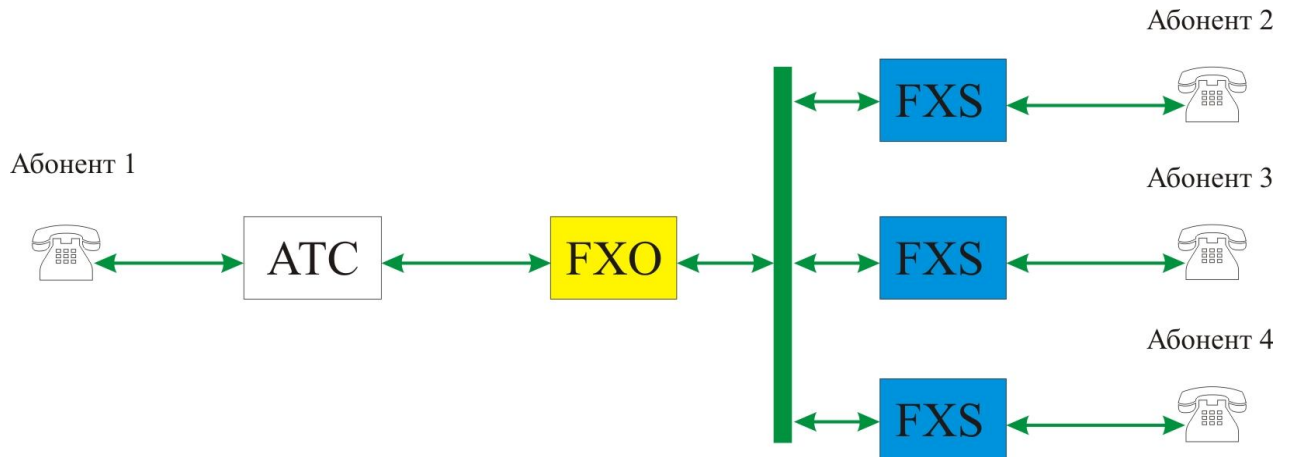 Абонент 2
FXS
Абонент 1
Абонент 3
АТС
FXO
FXS
Абонент 4
FXS